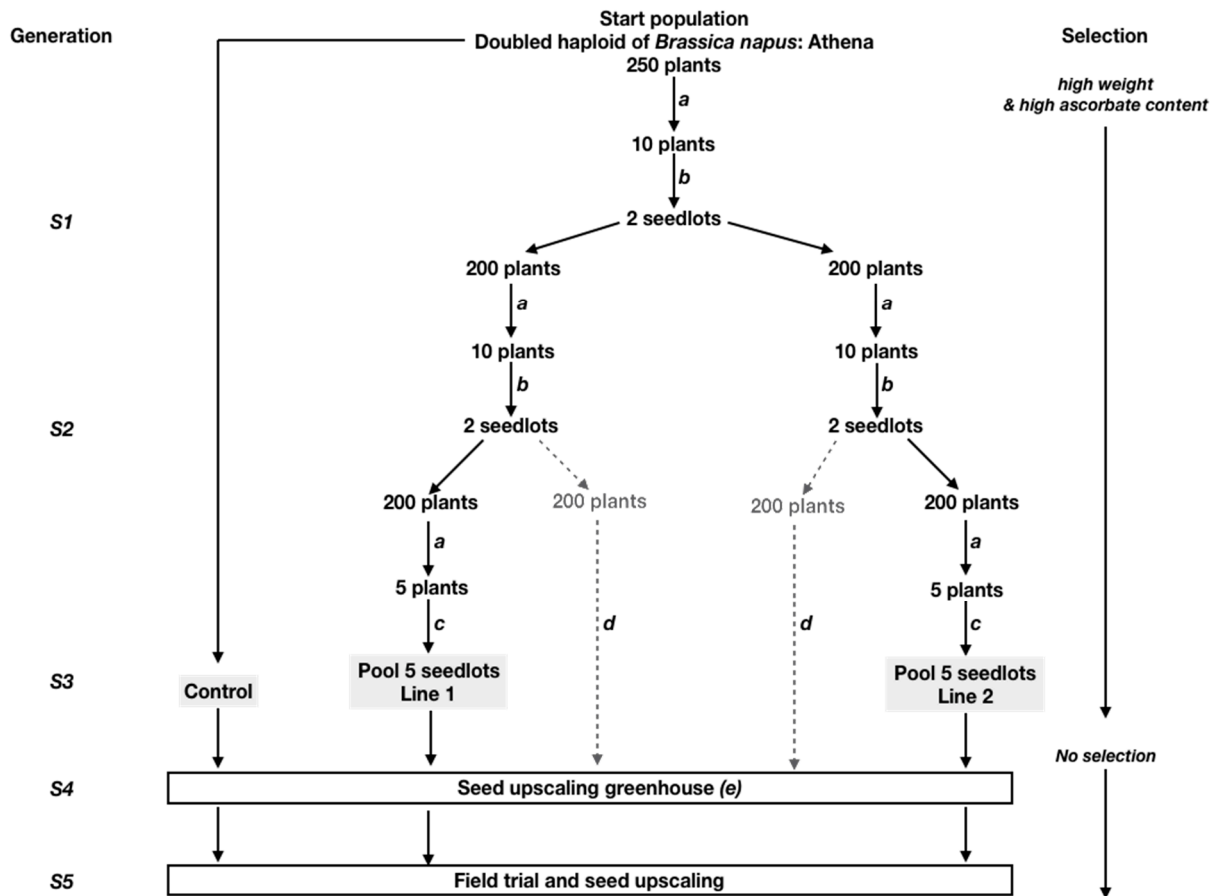 Generation
Start population
Doubled haploid of Brassica napus: Athena
250 plants
Selection
high weight
& high ascorbate content
a
10 plants
b
S1
2 seedlots
200 plants
200 plants
a
a
10 plants
10 plants
b
b
S2
2 seedlots
2 seedlots
200 plants
200 plants
200 plants
200 plants
a
a
5 plants
5 plants
c
d
d
c
S3
Control
Pool 5 seedlots
Line 1
Pool 5 seedlots
Line 2
No selection
S4
Seed upscaling greenhouse (e)
S5
Field trial and seed upscaling